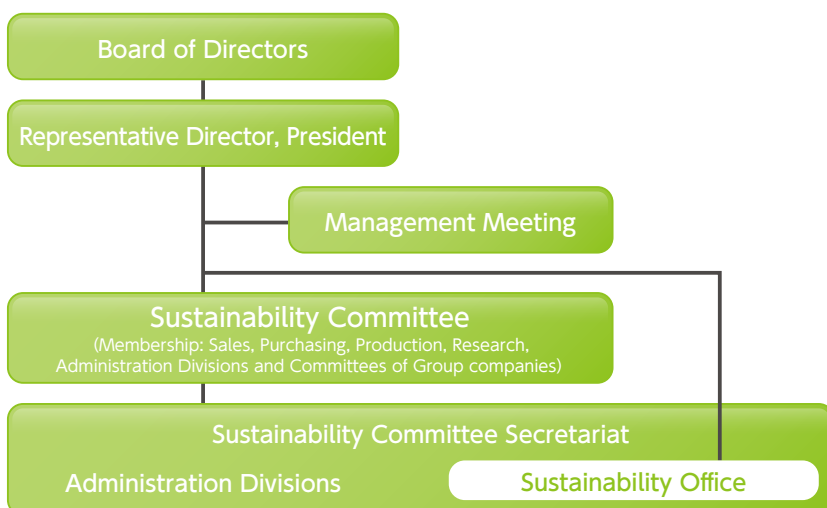 Board of Directors
Representative Director, President
Management Meeting
Sustainability Committee
(Membership: Sales, Purchasing, Production, Research,
Administration Divisions and Committees of Group companies)
Sustainability Committee Secretariat
Administration Divisions
Sustainability Office